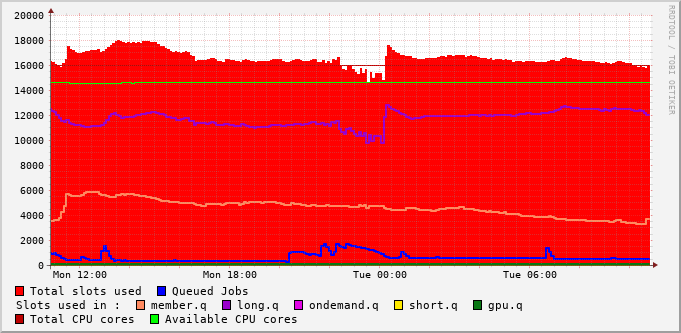 20000
18000
16000
14000
12000
10000
8000
6000
4000
2000
0
Mon 12:00 Mon 18:00 Tue 00:00 Tue 06:00
RRDTOOL / TOBI OETIKER
Total slots used Queued Jobs
Slots used in : member.q long.q ondemand.q short.q gpu.q
Total CPU cores Available CPU cores